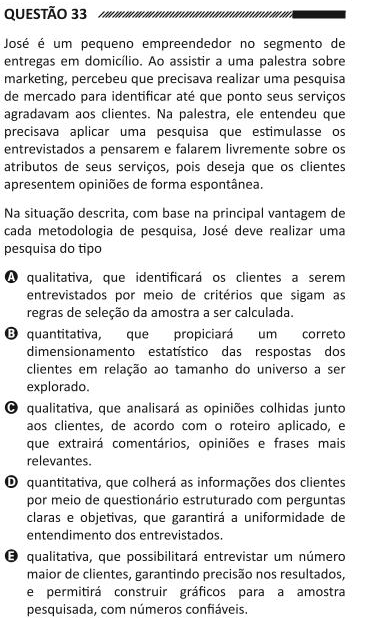 QUESTÃO 33
José é um pequeno empreendedor no segmento de
entregas em domicílio. Ao assistir a uma palestra sobre
marketing, percebeu que precisava realizar uma pesquisa
de mercado para identificar até que ponto seus serviços
agradavam aos clientes. Na palestra, ele entendeu que
precisava aplicar uma pesquisa que estimulasse os
entrevistados a pensarem e falarem livremente sobre os
atributos de seus serviços, pois deseja que os clientes
apresentem opiniões de forma espontânea.
Na situação descrita, com base na principal vantagem de
cada metodologia de pesquisa, José deve realizar uma
pesquisa do tipo
A qualitativa, que identificará os clientes a serem
entrevistados por meio de critérios que sigam as
regras de seleção da amostra a ser calculada.
B quantitativa, que propiciará um correto
dimensionamento estatístico das respostas dos
clientes em relação ao tamanho do universo a ser
explorado.
C qualitativa, que analisará as opiniões colhidas junto
aos clientes, de acordo com o roteiro aplicado, e
que extrairá comentários, opiniões e frases mais
relevantes.
D quantitativa, que colherá as informações dos clientes
por meio de questionário estruturado com perguntas
claras e objetivas, que garantirá a uniformidade de
entendimento dos entrevistados.
E qualitativa, que possibilitará entrevistar um número
maior de clientes, garantindo precisão nos resultados,
e permitirá construir gráficos para a amostra
pesquisada, com números confiáveis.